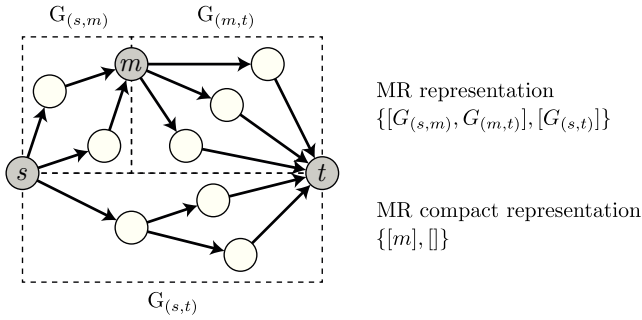 G(s,m)
G(m,t)
m
s
t
G(s,t)
MR representation
{[G(s,m), G(m,t)], [G(s,t)]}
MR compact representation
{[m], []}